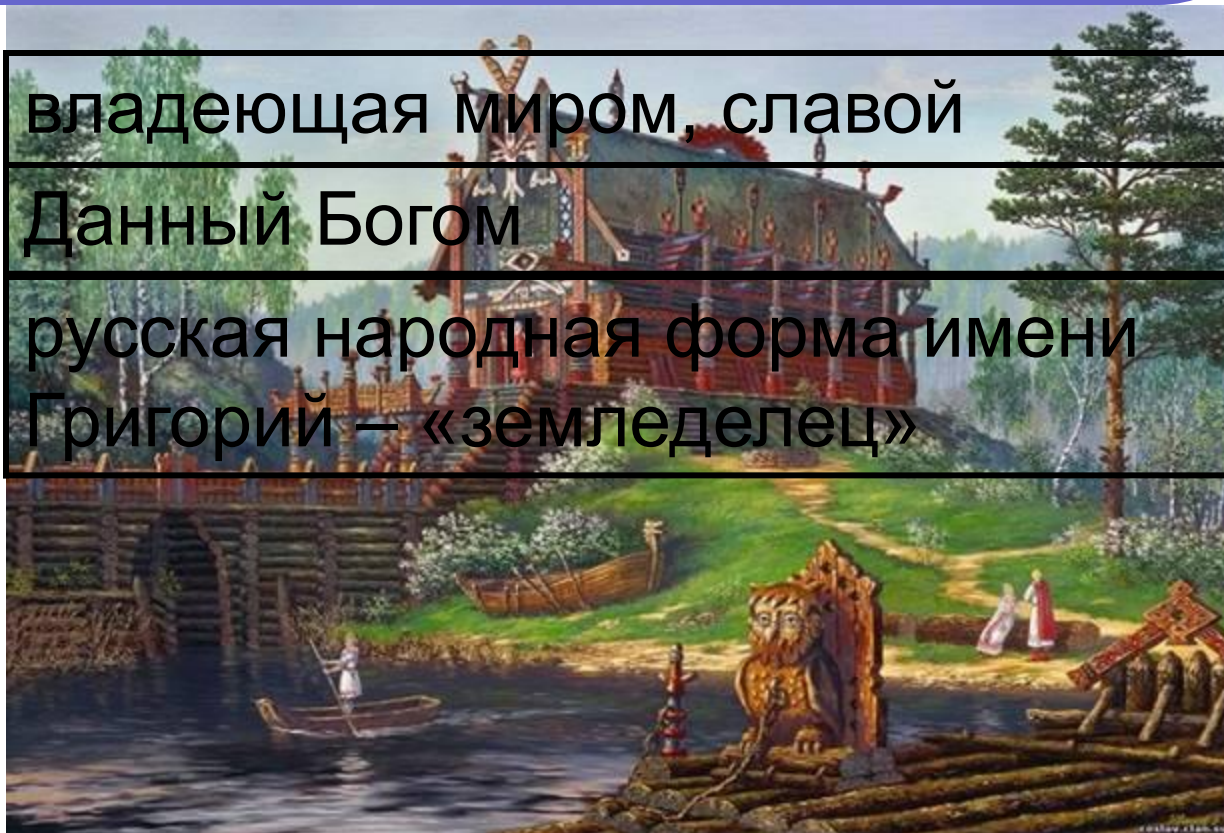 владеющая миром, славой
Данный Богом
русская народная форма имени
Григорий – «земледелец»